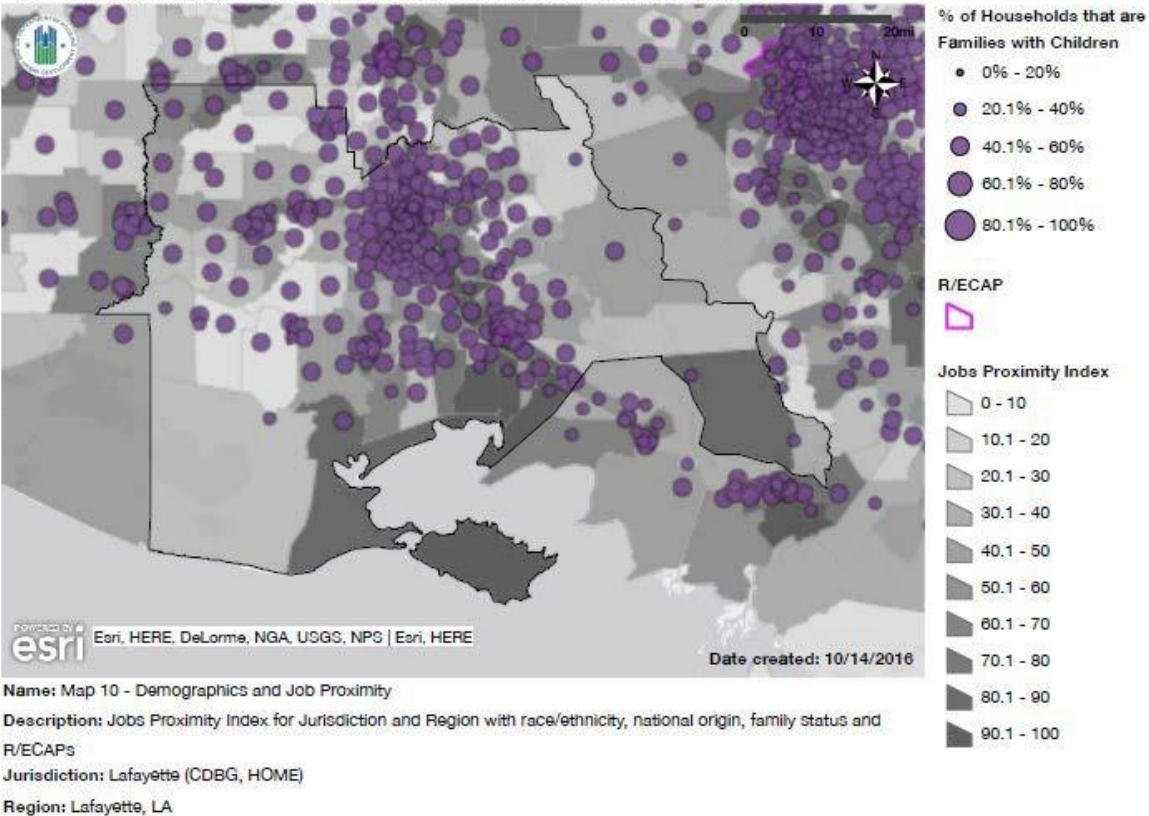 0 10 20mi
N
W E
S
% of Households that are
Families with Children
0% - 20%
20.1% - 40%
40.1% - 60%
60.1% - 80%
80.1% - 100%
R/ECAP
Jobs Proximity Index
0 - 10
10.1 - 20
20.1 - 30
30.1 - 40
40.1 - 50
50.1 - 60
60.1 - 70
70.1 - 80
80.1 - 90
90.1 - 100
POWERED BY
esri
Esri, HERE, DeLorme, NGA, USGS, NPS | Esri, HERE
Date created: 10/14/2016
Name: Map 10 - Demographics and Job Proximity
Description: Jobs Proximity Index for Jurisdiction and Region with race/ethnicity, national origin, family status and
R/ECAPs
Jurisdiction: Lafayette (CDBG, HOME)
Region: Lafayette, LA